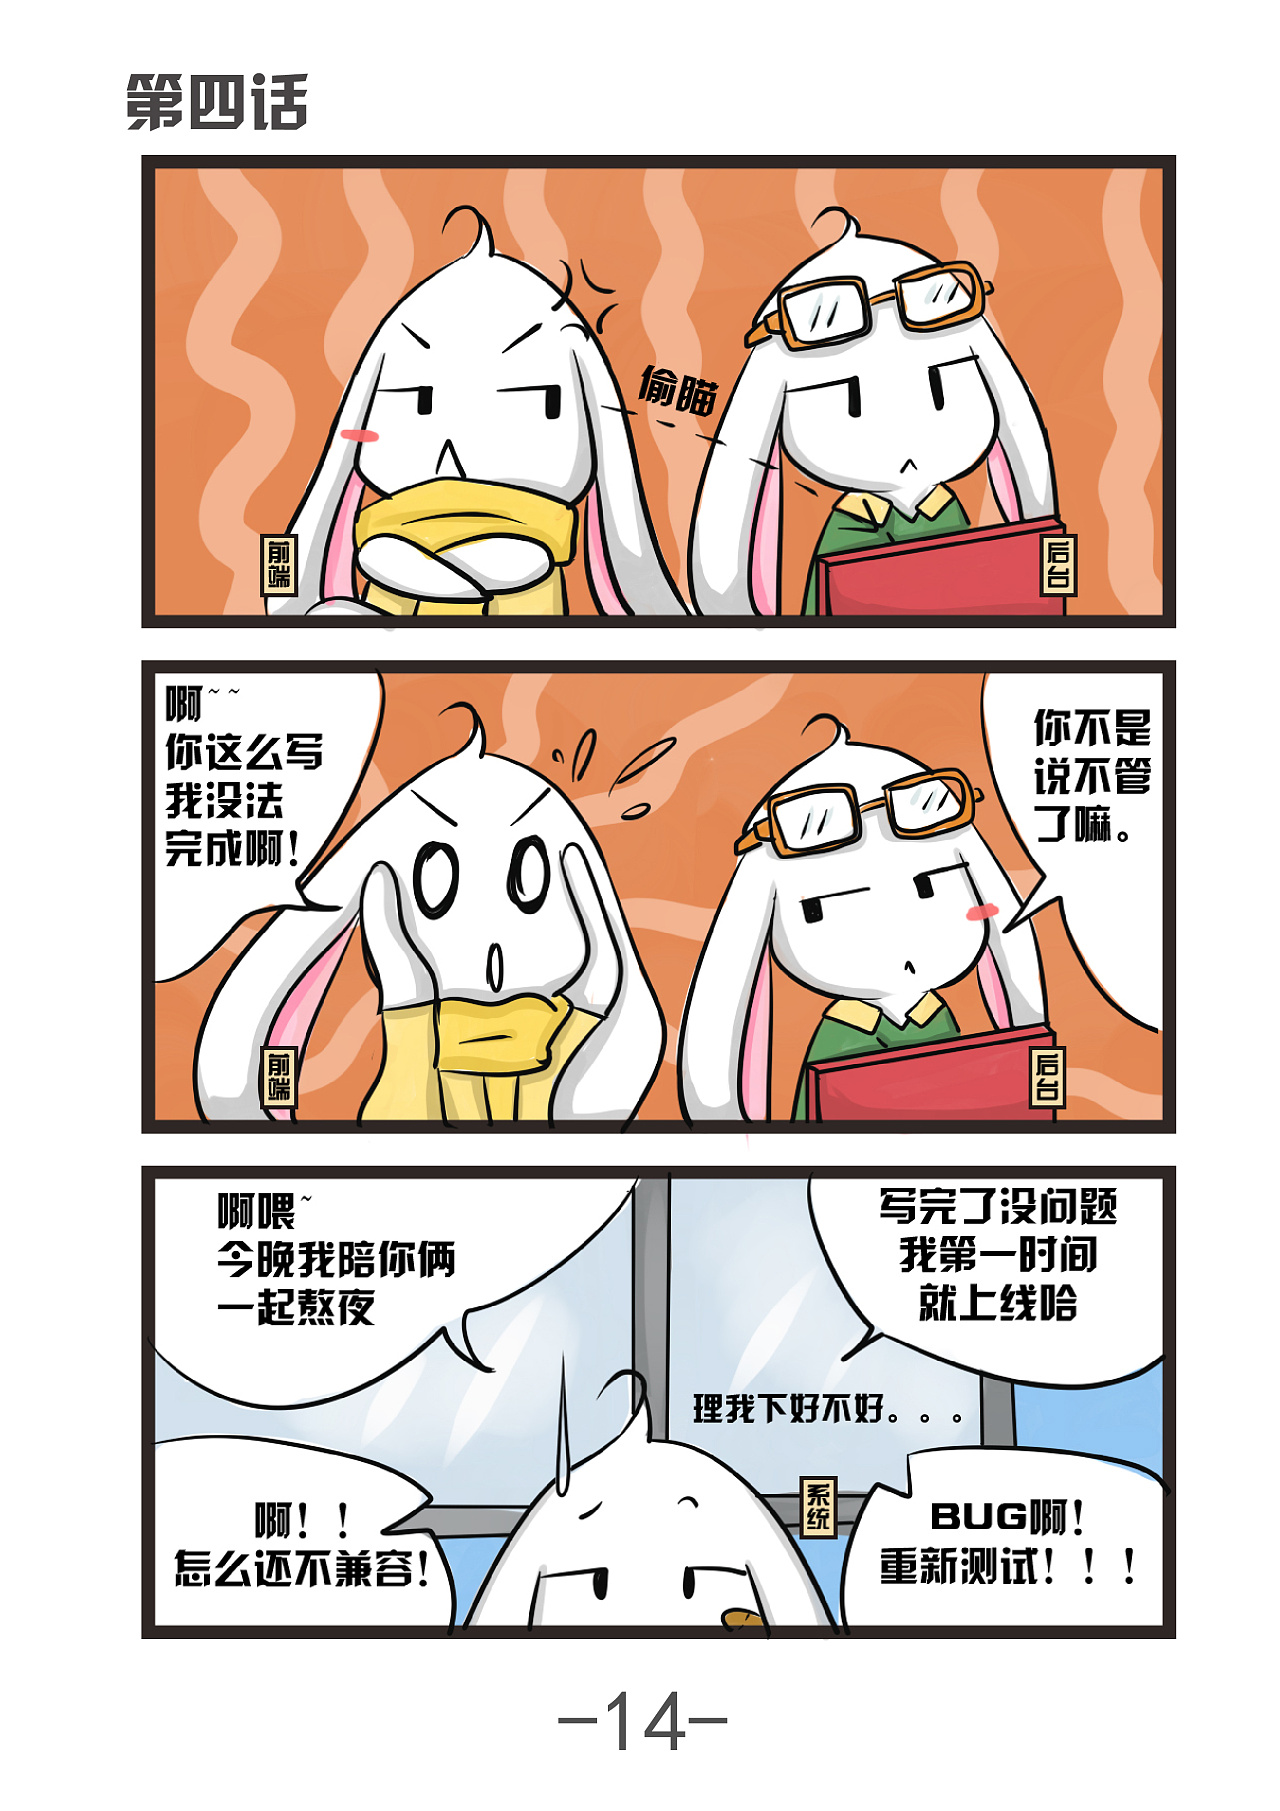 第四话
偷瞄
前端
后台
啊~~
你这么写
我没法
完成啊！
你不是
说不管
了嘛。
前端
后台
啊喂~
今晚我陪你俩
一起熬夜
写完了没问题
我第一时间
就上线哈
理我下好不好。。。
系统
啊！！
怎么还不兼容！
BUG啊！
重新测试！！！
-14-